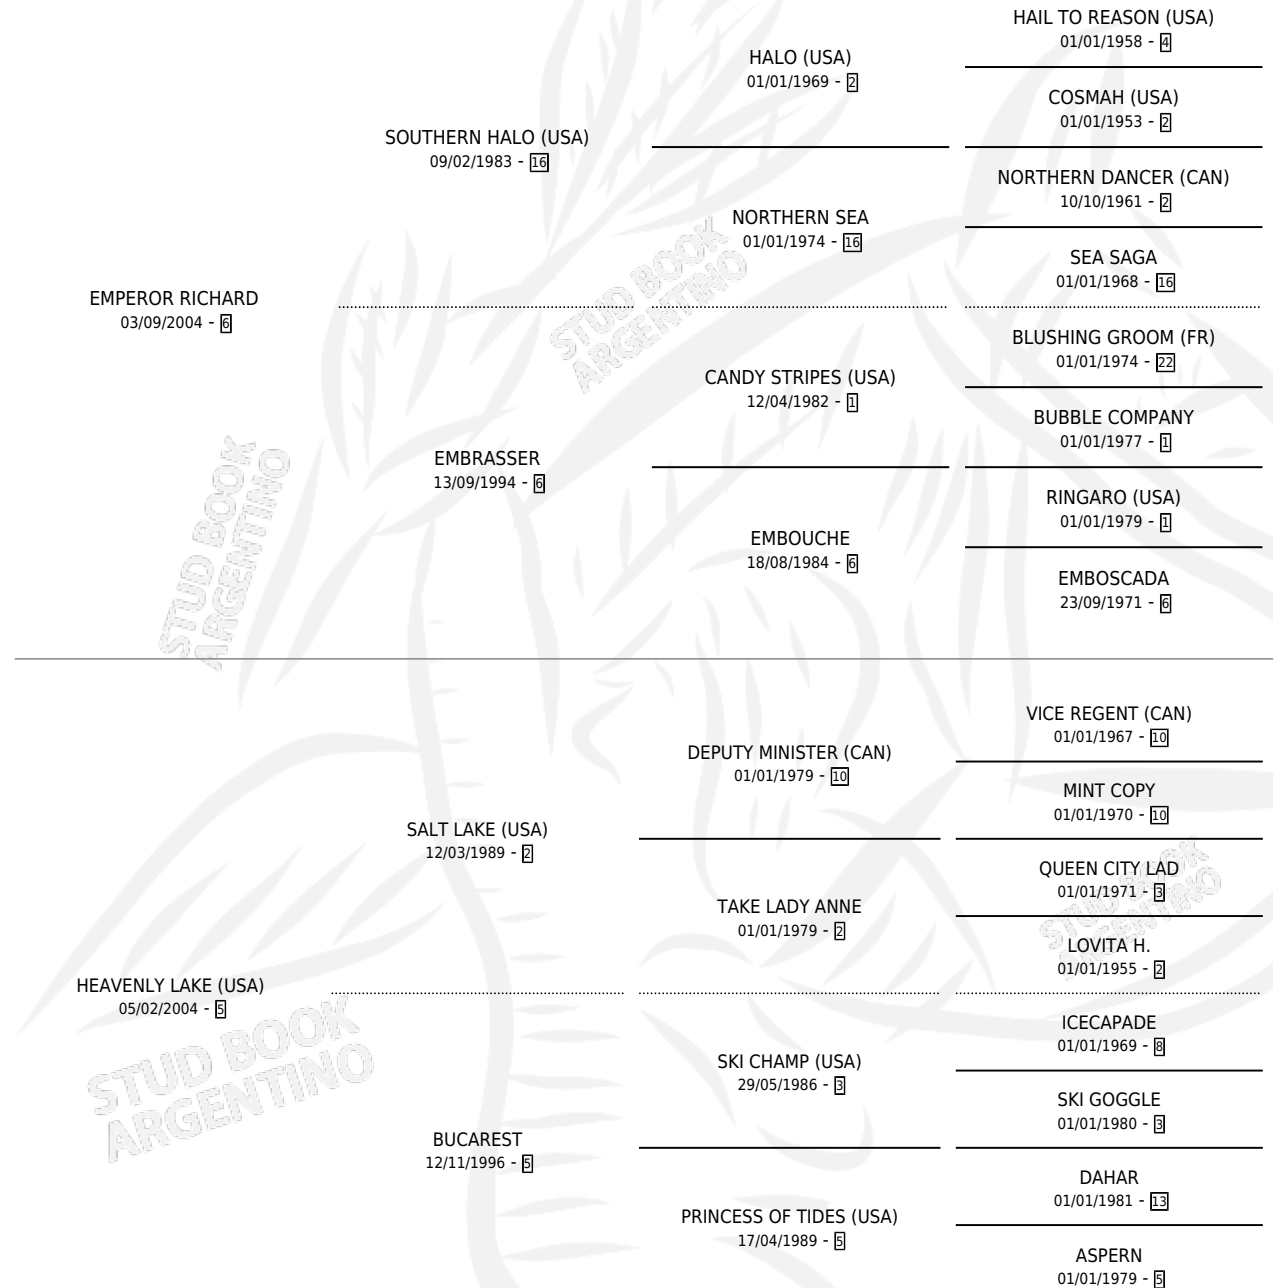 HAIL TO REASON (USA)
01/01/1958 - 4
HALO (USA)
01/01/1969 - 2
COSMAH (USA)
01/01/1953 - 2
SOUTHERN HALO (USA)
09/02/1983 - 16
NORTHERN DANCER (CAN)
10/10/1961 - 2
NORTHERN SEA
01/01/1974 - 16
SEA SAGA
01/01/1968 - 16
EMPEROR RICHARD
03/09/2004 - 6
BLUSHING GROOM (FR)
01/01/1974 - 22
CANDY STRIPES (USA)
12/04/1982 - 1
BUBBLE COMPANY
01/01/1977 - 1
EMBRASSER
13/09/1994 - 6
RINGARO (USA)
01/01/1979 - 1
EMBOUCHE
18/08/1984 - 6
EMBOSCADA
23/09/1971 - 6
STUD BOOK
ARGENTINO
STUD BOOK
ARGENTINO
VICE REGENT (CAN)
01/01/1967 - 10
DEPUTY MINISTER (CAN)
01/01/1979 - 10
MINT COPY
01/01/1970 - 10
SALT LAKE (USA)
12/03/1989 - 2
QUEEN CITY LAD
01/01/1971 - 3
TAKE LADY ANNE
01/01/1979 - 2
LOVITA H.
01/01/1955 - 2
STUD BOOK
ARGENTINO
HEAVENLY LAKE (USA)
05/02/2004 - 5
STUD BOOK
ARGENTINO
ICECAPADE
01/01/1969 - 8
SKI CHAMP (USA)
29/05/1986 - 3
SKI GOGGLE
01/01/1980 - 3
BUCAREST
12/11/1996 - 5
DAHAR
01/01/1981 - 13
PRINCESS OF TIDES (USA)
17/04/1989 - 5
ASPERN
01/01/1979 - 5